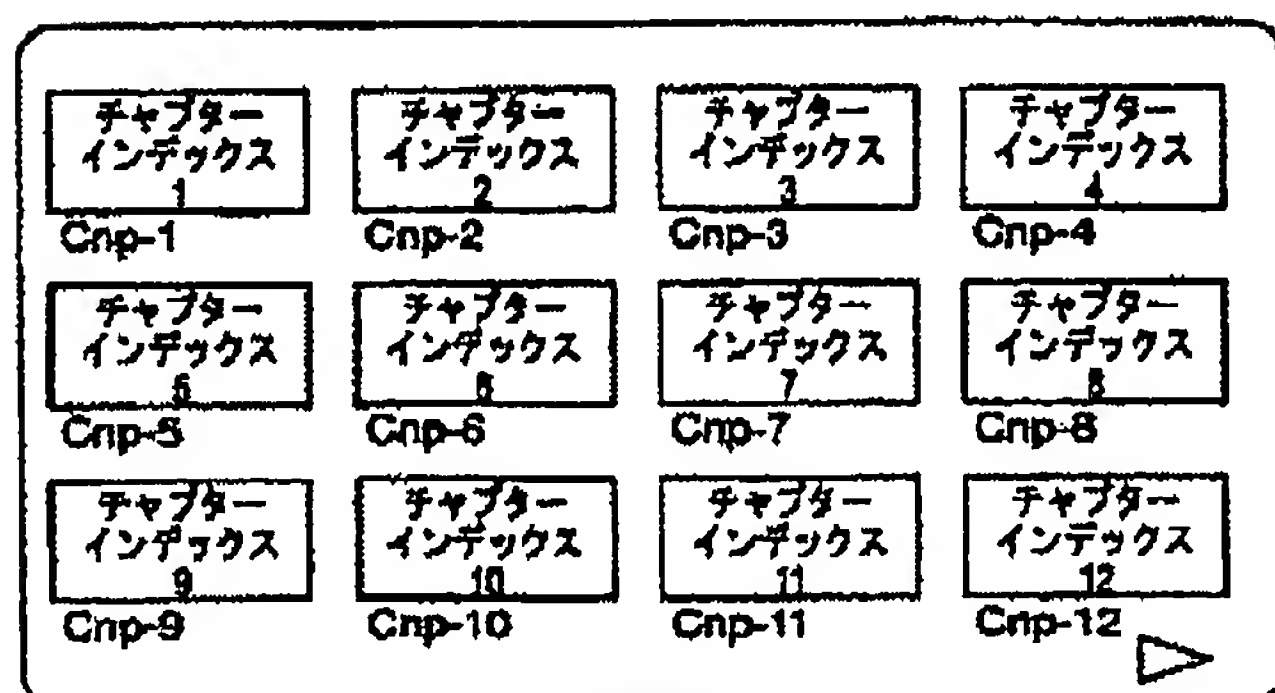 チャプター
インデックス
1
Cnp-1
チャプター
インデックス
2
Cnp-2
チャプター
インデックス
3
Cnp-3
チャプター
インデックス
4
Cnp-4
チャプター
インデックス
5
Cnp-5
チャプター
インデックス
6
Cnp-6
チャプター
インデックス
7
Cnp-7
チャプター
インデックス
8
Cnp-8
チャプター
インデックス
9
Cnp-9
チャプター
インデックス
10
Cnp-10
チャプター
インデックス
11
Cnp-11
チャプター
インデックス
12
Cnp-12